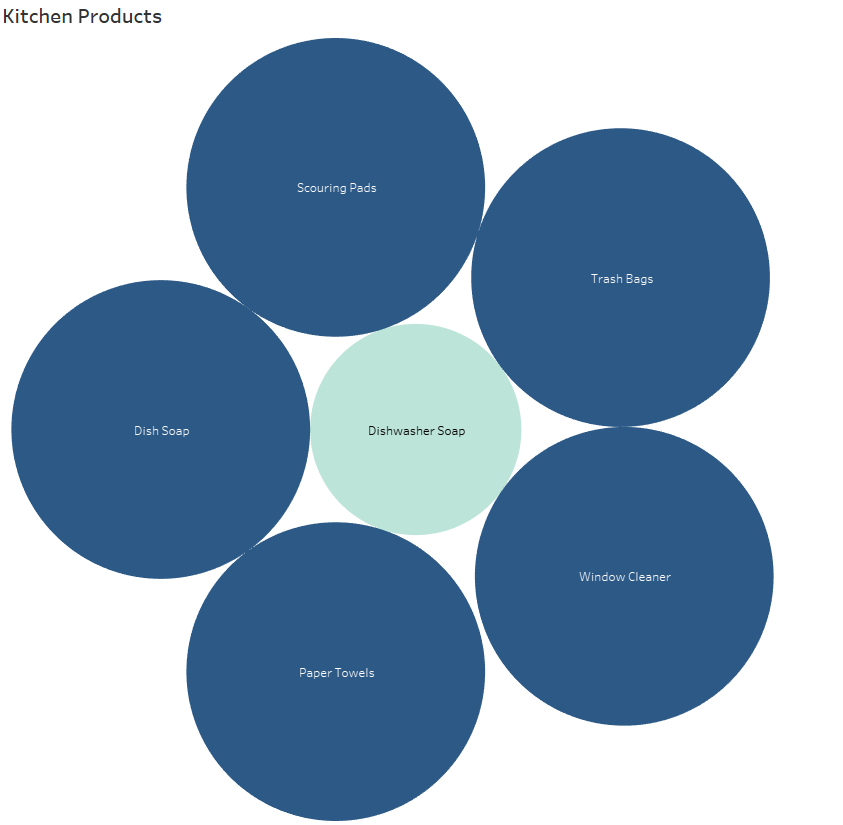 Kitchen Products
Scouring Pads
Trash Bags
Dish Soap
Dishwasher Soap
Window Cleaner
Paper Towels